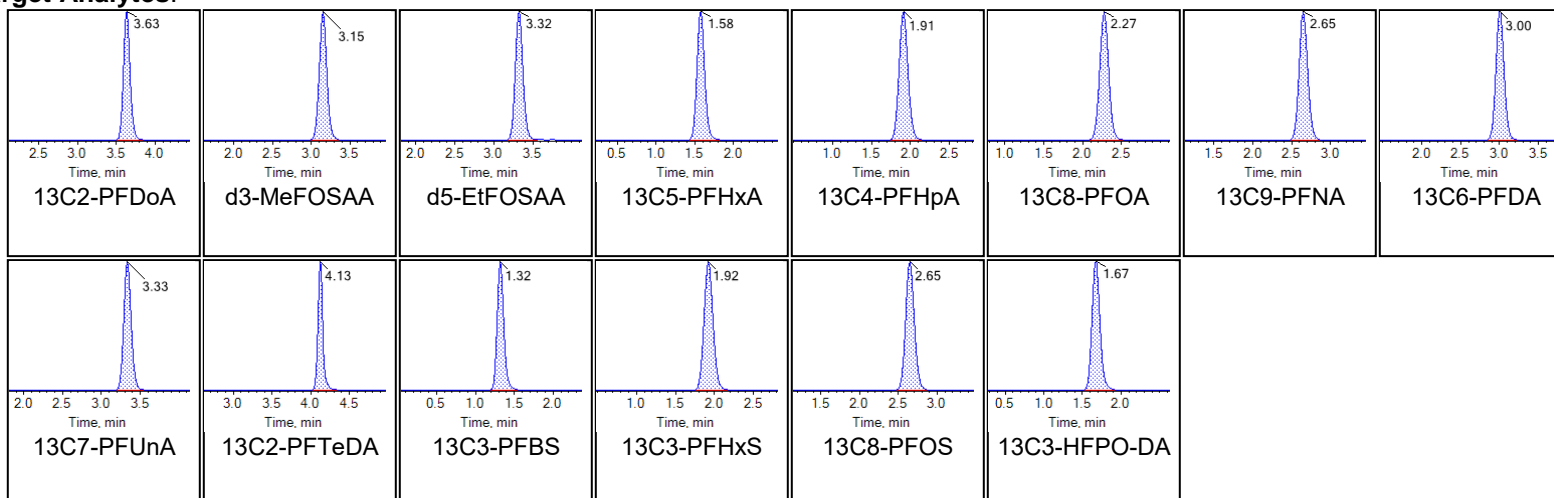 rget Analytes:
3.63
2.5 3.0 3.5 4.0
Time, min
13C2-PFDoA
3.15
2.0 2.5 3.0 3.5
Time, min
d3-MeFOSAA
3.32
2.0 2.5 3.0 3.5
Time, min
d5-EtFOSAA
1.58
0.5 1.0 1.5 2.0
Time, min
13C5-PFHxA
1.91
1.0 1.5 2.0 2.5
Time, min
13C4-PFHpA
2.27
1.0 1.5 2.0 2.5
Time, min
13C8-PFOA
2.65
1.5 2.0 2.5 3.0
Time, min
13C9-PFNA
3.00
2.0 2.5 3.0 3.5
Time, min
13C6-PFDA
3.33
2.0 2.5 3.0 3.5
Time, min
13C7-PFUnA
4.13
3.0 3.5 4.0 4.5
Time, min
13C2-PFTeDA
1.32
0.5 1.0 1.5 2.0
Time, min
13C3-PFBS
1.92
1.0 1.5 2.0 2.5
Time, min
13C3-PFHxS
2.65
1.5 2.0 2.5 3.0
Time, min
13C8-PFOS
1.67
0.5 1.0 1.5 2.0
Time, min
13C3-HFPO-DA